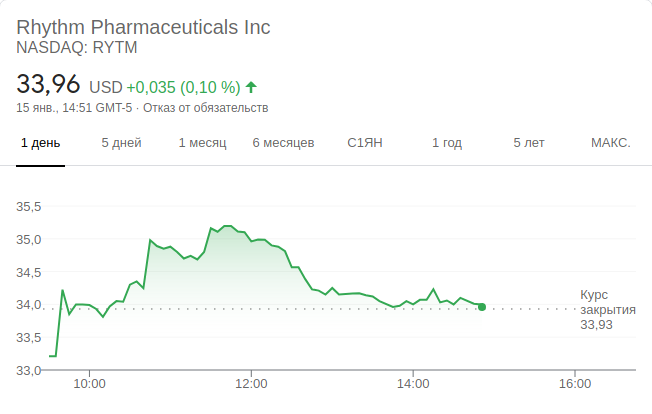 Rhythm Pharmaceuticals Inc
NASDAQ: RYTM
33,96 USD +0,035 (0,10 %)
15 янв., 14:51 GMT-5 · Отказ от обязательств
1 день 5 дней 1 месяц 6 месяцев С1ЯН 1 год 5 лет МАКС.
35,5
35,0
34,5
34,0
33,5
33,0
Курс
закрытия
33,93
10:00 12:00 14:00 16:00